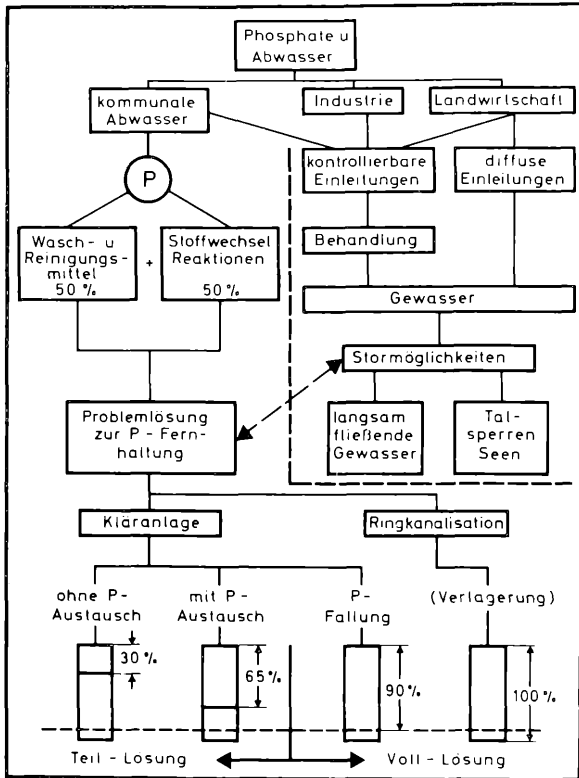 Phosphate u
Abwasser
kommunale
Abwasser
Industrie
Landwirtschaft
P
kontrollierbare
Einleitungen
diffuse
Einleilungen
Wasch- u
Reinigungs-
mittel
50 %
+
Stoffwechsel
Reaktionen
50 %
Behandlung
Gewasser
Stormöglichkeiten
Problemlösung
zur P - Fern-
haltung
langsam
fließende
Gewasser
Tal-
sperren
Seen
Kläranlage
Ringkanalisation
ohne P-
Austausch
mit P-
Austausch
P-
Fallung
(Verlagerung)
30 %
65 %
90 %
100 %
Teil - Lösung
Voll - Lösung